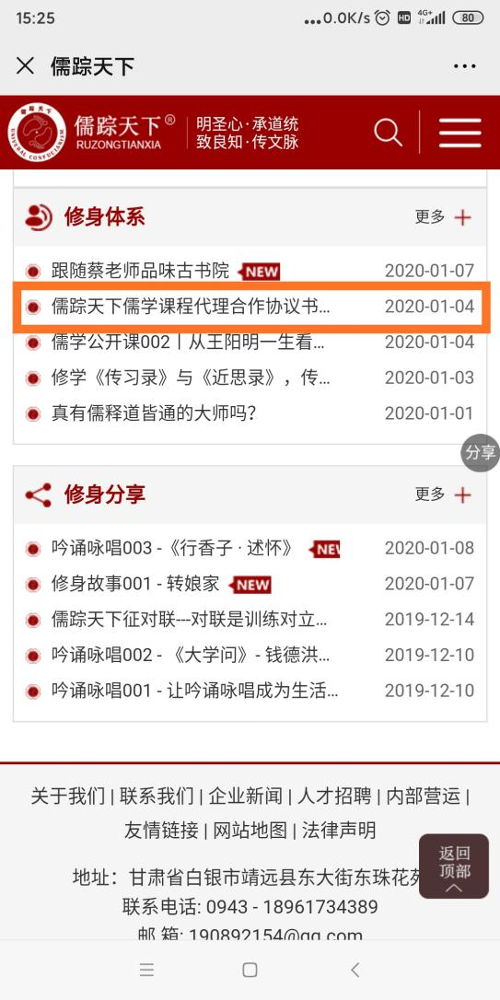 15:25 ...0.0K/s HD 4G+ 80
儒踪天下 ...
儒踪天下® 明圣心·承道统
RUZONGTIANXIA 致良知·传文脉
修身体系 更多 +
跟随蔡老师品味古书院 NEW 2020-01-07
儒踪天下儒学课程代理合作协议书... 2020-01-04
儒学公开课002丨从王阳明一生看... 2020-01-04
修学《传习录》与《近思录》，传... 2020-01-03
真有儒释道皆通的大师吗？ 2020-01-01
分享
修身分享 更多 +
吟诵咏唱003 -《行香子 · 述怀》 NEW 2020-01-08
修身故事001 - 转娘家 NEW 2020-01-07
儒踪天下征对联---对联是训练对立... 2019-12-14
吟诵咏唱002 - 《大学问》- 钱德洪... 2019-12-10
吟诵咏唱001 - 让吟诵咏唱成为生活... 2019-12-10
关于我们 | 联系我们 | 企业新闻 | 人才招聘 | 内部营运 |
友情链接 | 网站地图 | 法律声明
返回
顶部
地址：甘肃省白银市靖远县东大街东珠花苑
联系电话: 0943 - 18961734389
邮 箱: 190892154@qq.com